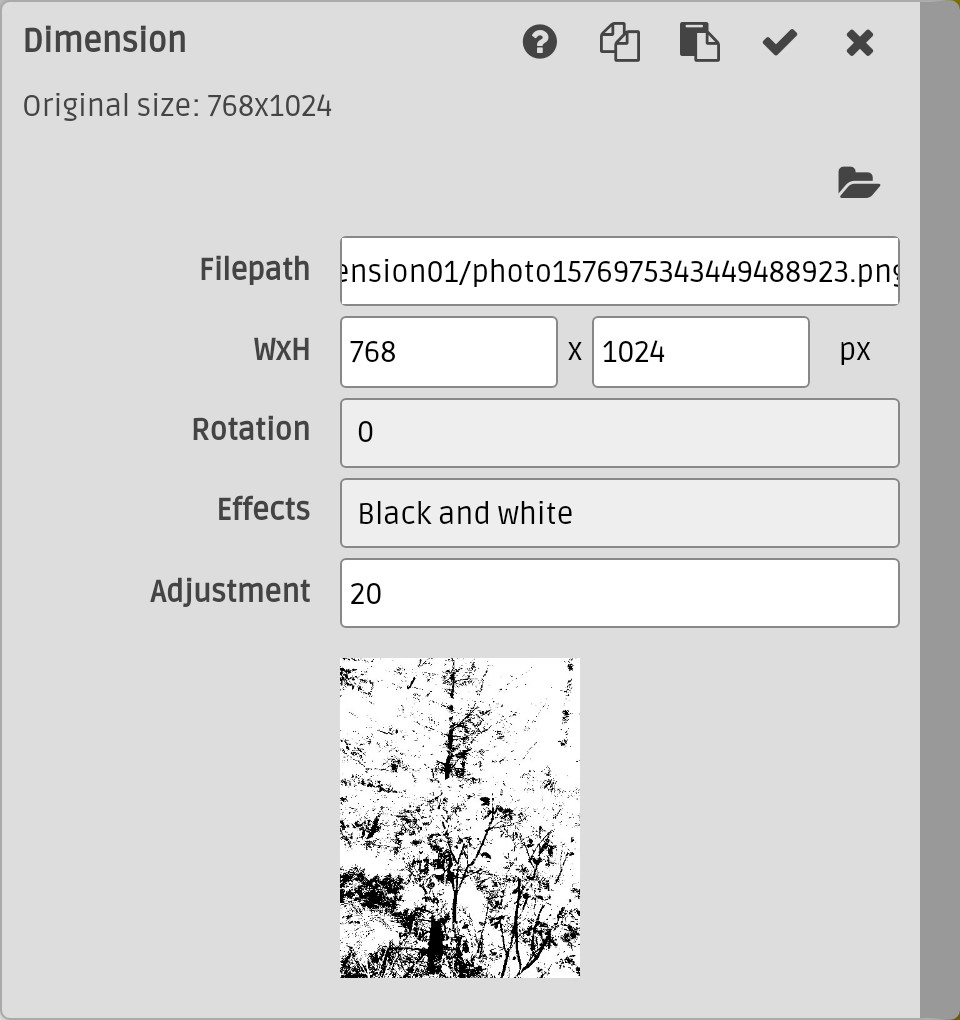 Dimension
Original size: 768x1024
Filepath ension01/photo1576975343449488923.png
WxH 768 x 1024 px
Rotation 0
Effects Black and white
Adjustment 20